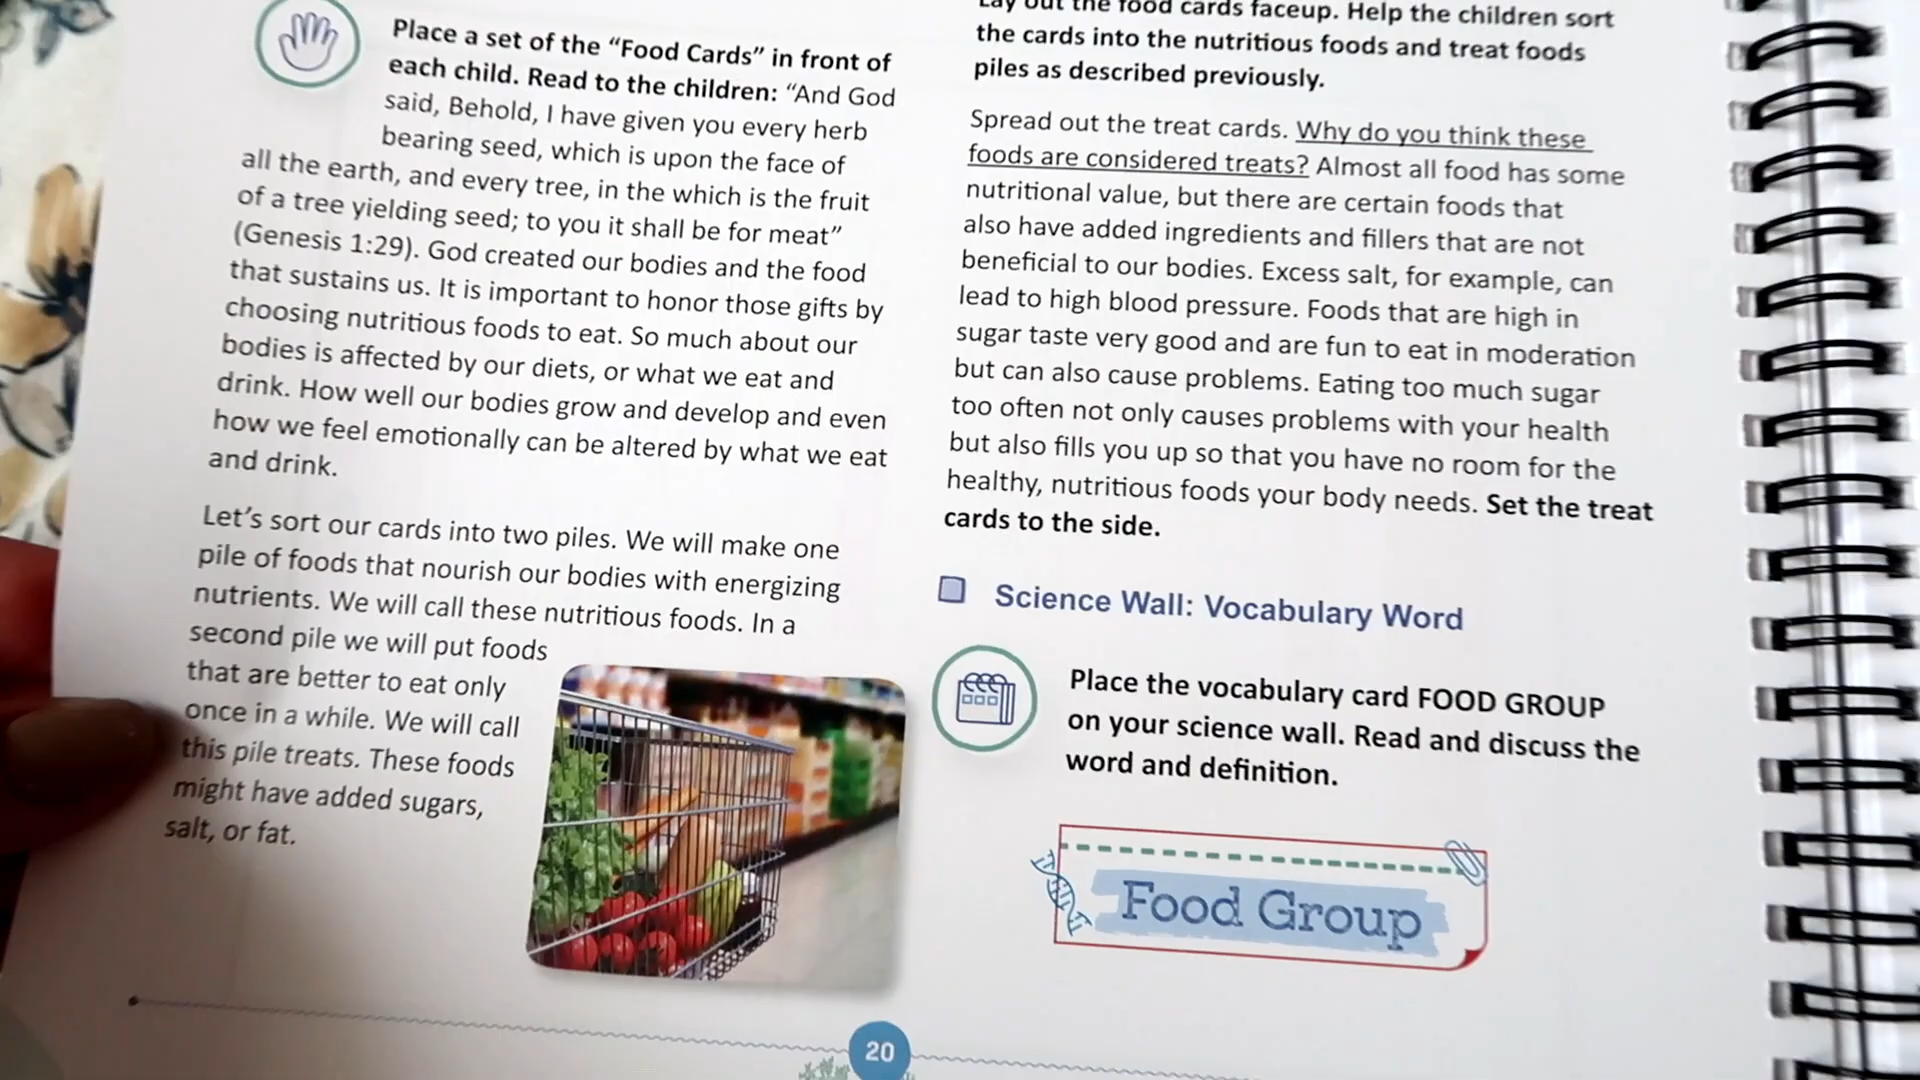 Place a set of the “Food Cards” in front of
each child. Read to the children: “And God
said, Behold, I have given you every herb
bearing seed, which is upon the face of
all the earth, and every tree, in the which is the fruit
of a tree yielding seed; to you it shall be for meat”
(Genesis 1:29). God created our bodies and the food
that sustains us. It is important to honor those gifts by
choosing nutritious foods to eat. So much about our
bodies is affected by our diets, or what we eat and
drink. How well our bodies grow and develop and even
how we feel emotionally can be altered by what we eat
and drink.
Let’s sort our cards into two piles. We will make one
pile of foods that nourish our bodies with energizing
nutrients. We will call these nutritious foods. In a
second pile we will put foods
that are better to eat only
once in a while. We will call
this pile treats. These foods
might have added sugars,
salt, or fat.
Lay out the food cards faceup. Help the children sort
the cards into the nutritious foods and treat foods
piles as described previously.
Spread out the treat cards. Why do you think these
foods are considered treats? Almost all food has some
nutritional value, but there are certain foods that
also have added ingredients and fillers that are not
beneficial to our bodies. Excess salt, for example, can
lead to high blood pressure. Foods that are high in
sugar taste very good and are fun to eat in moderation
but can also cause problems. Eating too much sugar
too often not only causes problems with your health
but also fills you up so that you have no room for the
healthy, nutritious foods your body needs. Set the treat
cards to the side.
Science Wall: Vocabulary Word
Place the vocabulary card FOOD GROUP
on your science wall. Read and discuss the
word and definition.
Food Group
20